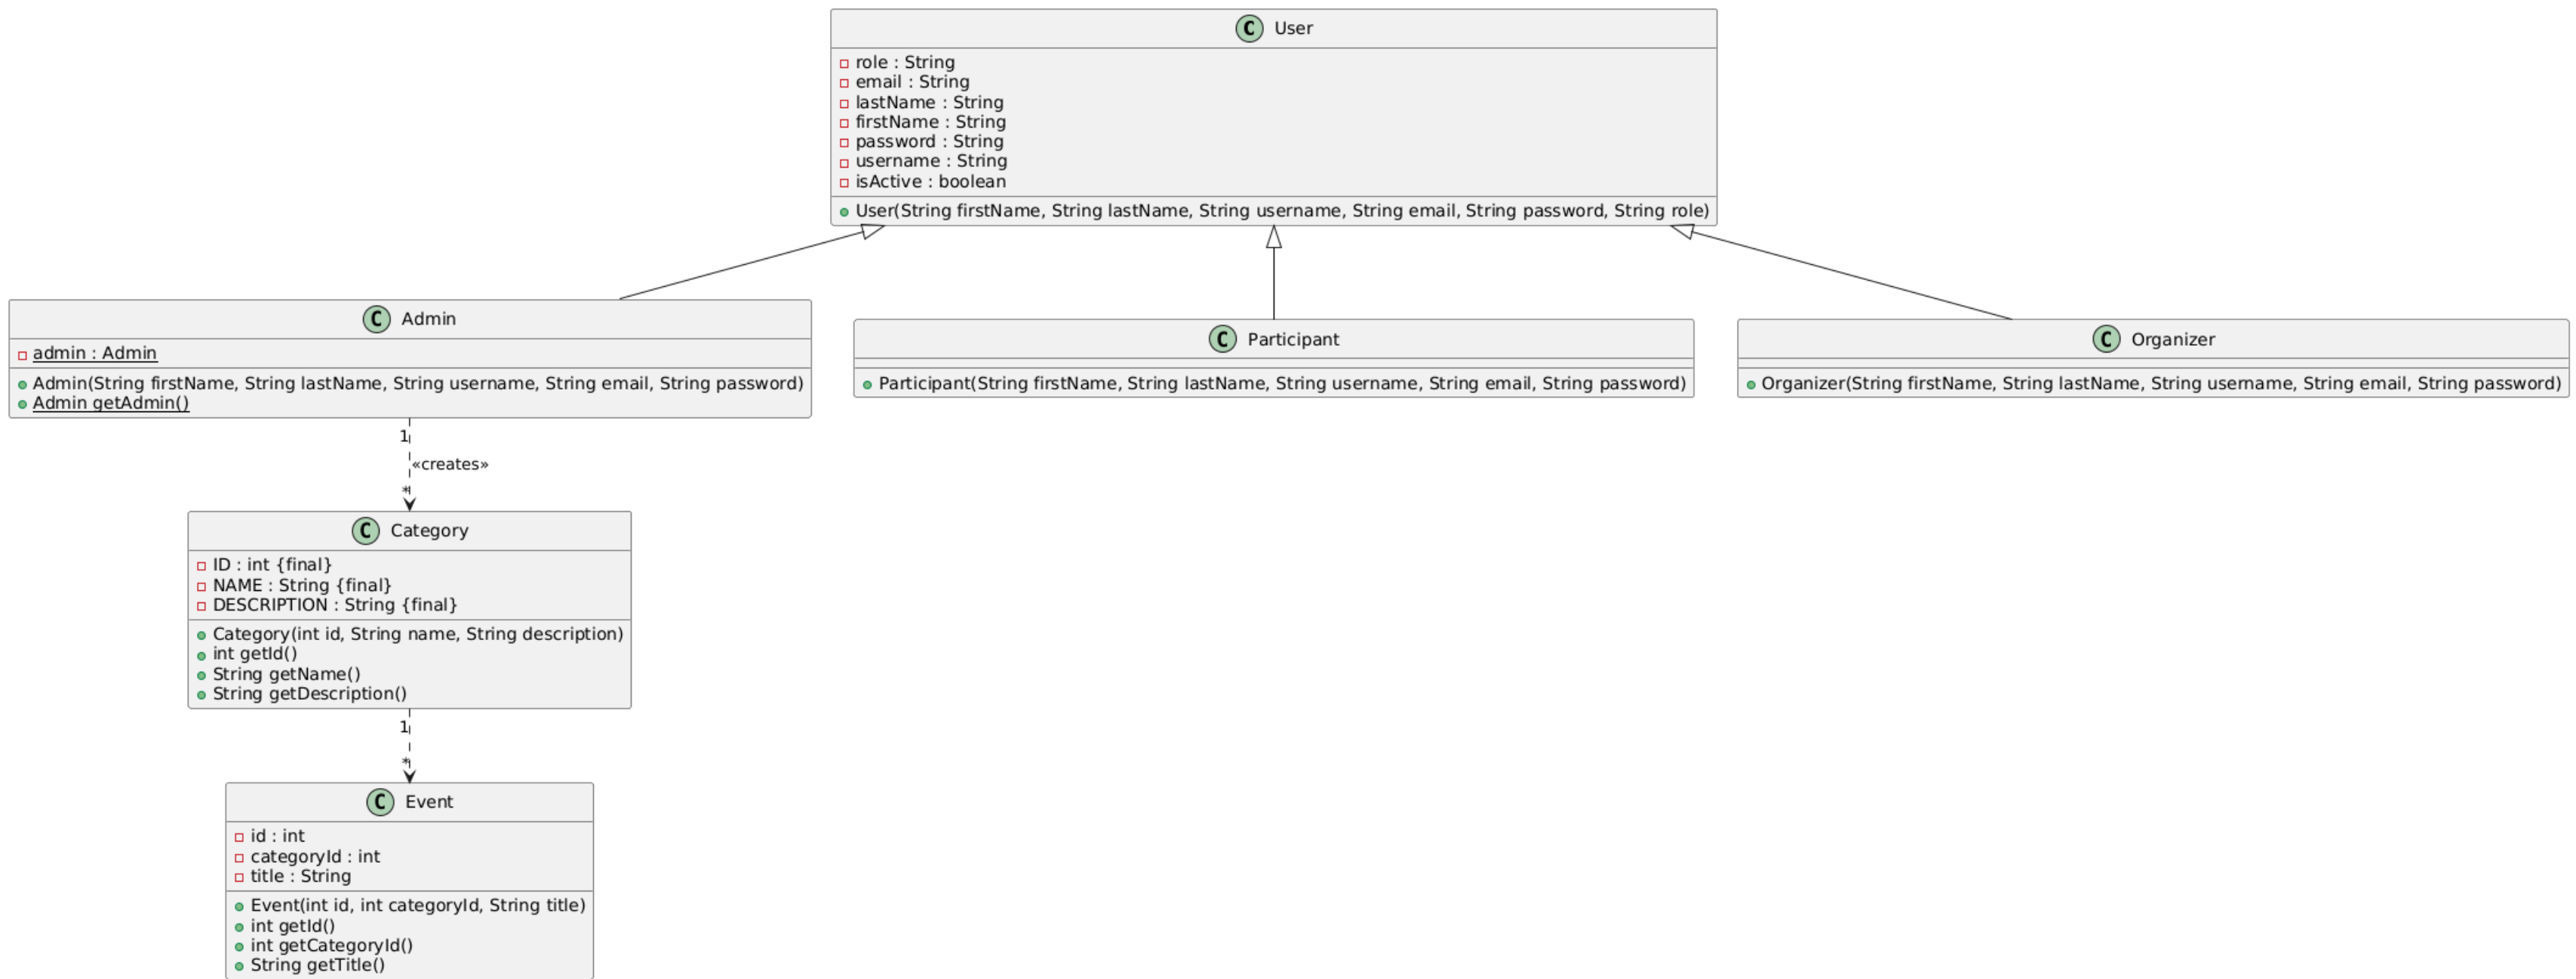 C User
role : String
email : String
lastName : String
firstName : String
password : String
username : String
isActive : boolean
User(String firstName, String lastName, String username, String email, String password, String role)
C Admin
admin : Admin
Admin(String firstName, String lastName, String username, String email, String password)
Admin getAdmin()
C Participant
Participant(String firstName, String lastName, String username, String email, String password)
C Organizer
Organizer(String firstName, String lastName, String username, String email, String password)
1
«creates»
*
C Category
ID : int {final}
NAME : String {final}
DESCRIPTION : String {final}
Category(int id, String name, String description)
int getId()
String getName()
String getDescription()
1
*
C Event
id : int
categoryId : int
title : String
Event(int id, int categoryId, String title)
int getId()
int getCategoryId()
String getTitle()